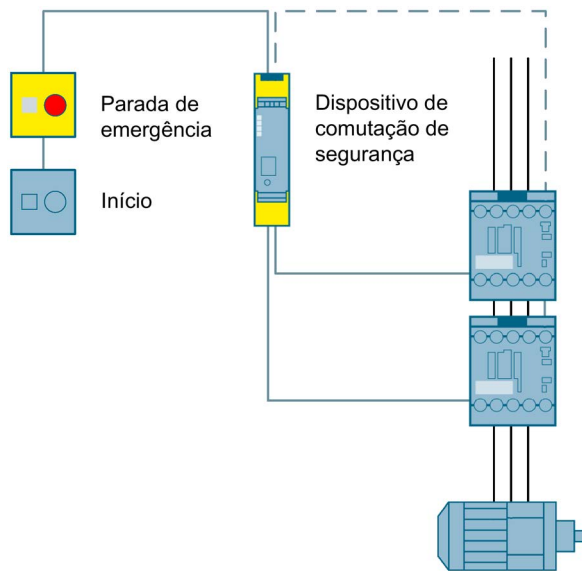 Parada de
emergência
Dispositivo de
comutação de
segurança
Início